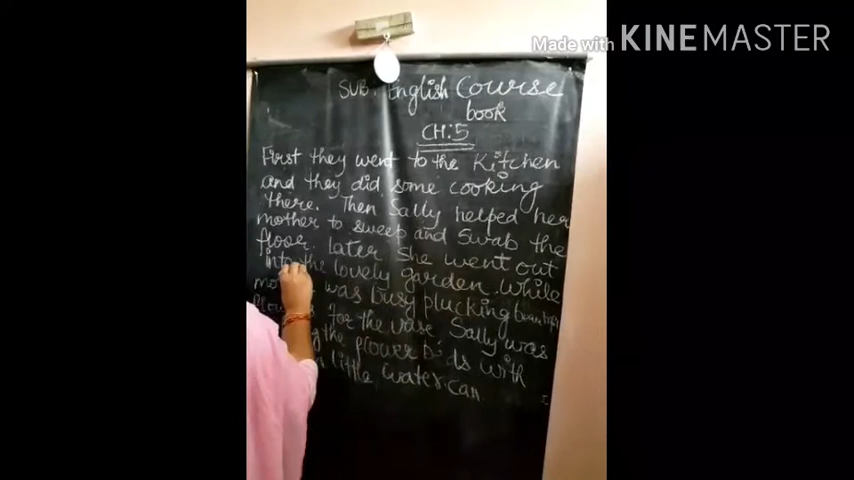 Made with KINEMASTER
SUB. English Course
book
CH:5
First they went to the Kitchen
and they did some cooking
there. Then Sally helped her
mother to sweep and Swab the
floor. Later She went out
into the lovely garden. While
was busy plucking
for the vase Sally was
the flower with
little water can